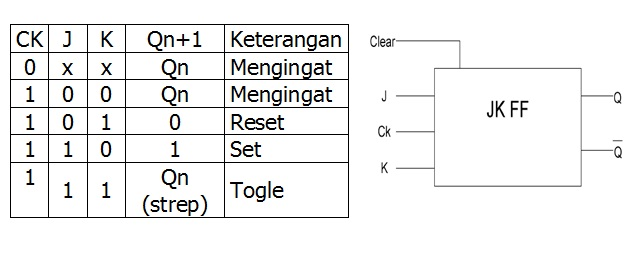 CK J K Qn+1 Keterangan
0 x x Qn Mengingat
1 0 0 Qn Mengingat
1 0 1 0 Reset
1 1 0 1 Set
1 1 1 Qn (strep) Togle
Clear
J
Ck
K
JK FF
Q
Q̅